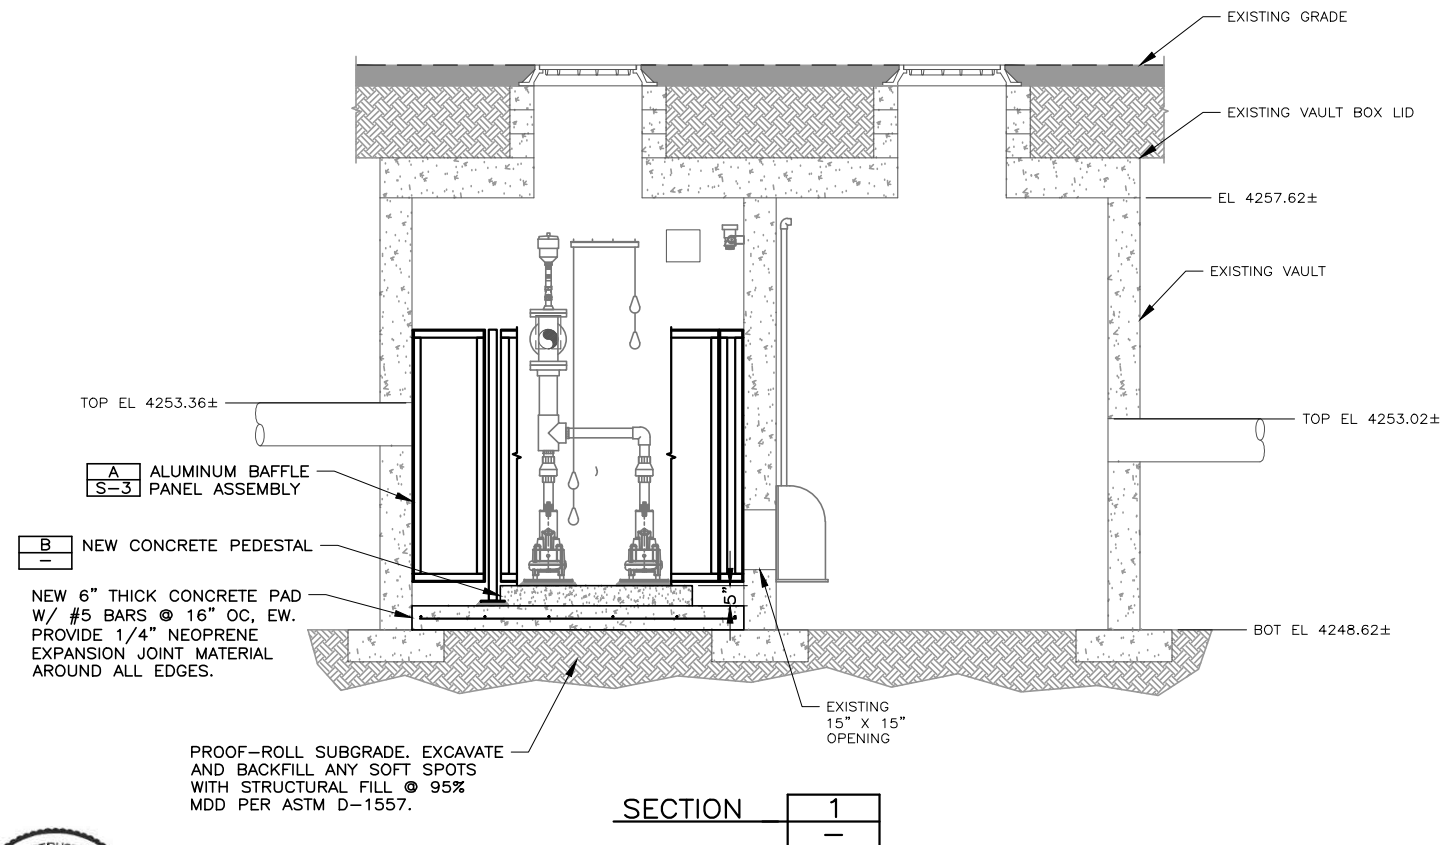 EXISTING GRADE
EXISTING VAULT BOX LID
EL 4257.62±
EXISTING VAULT
TOP EL 4253.36±
TOP EL 4253.02±
A
S-3
ALUMINUM BAFFLE
PANEL ASSEMBLY
B
-
NEW CONCRETE PEDESTAL
NEW 6" THICK CONCRETE PAD
W/ #5 BARS @ 16" OC, EW.
PROVIDE 1/4" NEOPRENE
EXPANSION JOINT MATERIAL
AROUND ALL EDGES.
5"
BOT EL 4248.62±
EXISTING
15" X 15"
OPENING
PROOF-ROLL SUBGRADE. EXCAVATE
AND BACKFILL ANY SOFT SPOTS
WITH STRUCTURAL FILL @ 95%
MDD PER ASTM D-1557.
SECTION
1
-